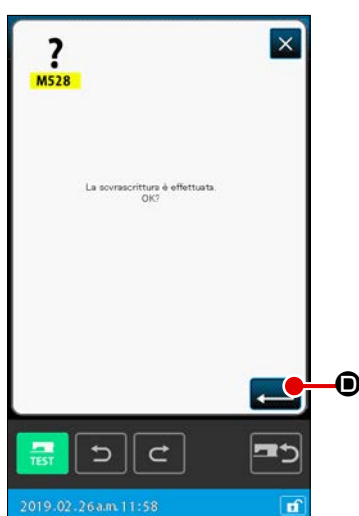 ?
M528
La sovrascrittura è effettuata.
OK?
D
TEST
2019.02.26a.m.11:58